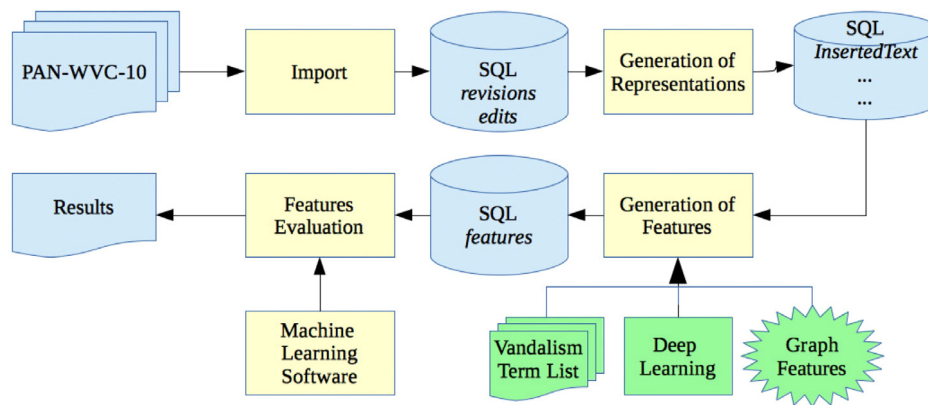 PAN-WVC-10
Import
SQL
revisions
edits
Generation of
Representations
SQL
InsertedText
...
...
Results
Features
Evaluation
SQL
features
Generation of
Features
Machine
Learning
Software
Vandalism
Term List
Deep
Learning
Graph
Features